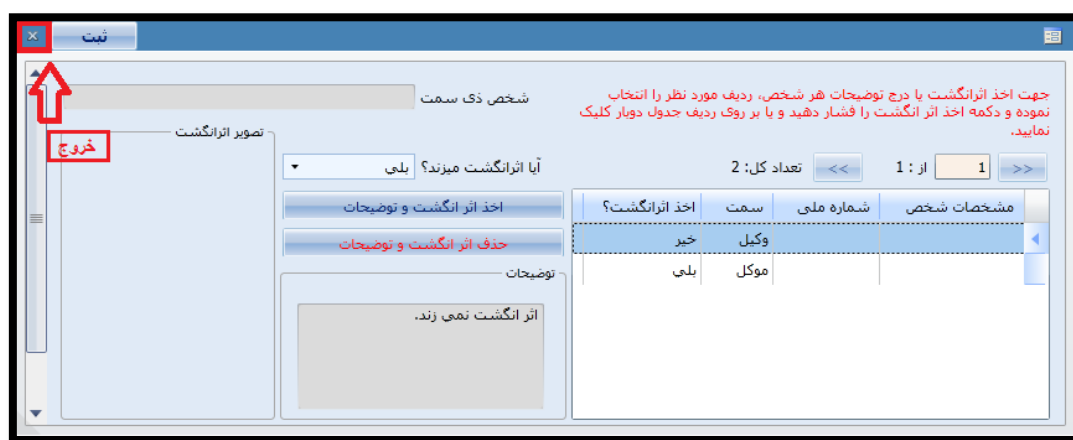 ثبت
خروج
جهت اخذ اثرانگشت یا درج توضیحات هر شخص، ردیف مورد نظر را انتخاب
نموده و دکمه اخذ اثر انگشت را فشار دهید و یا بر روی ردیف جدول دوبار کلیک
نمایید.
<< 1 از : 1 >> تعداد کل: 2
مشخصات شخص شماره ملی سمت اخذ اثرانگشت؟
وکیل خیر
موکل بلی
شخص ذی سمت
آیا اثرانگشت میزند؟ بلی
اخذ اثر انگشت و توضیحات
حذف اثر انگشت و توضیحات
توضیحات
اثر انگشت نمی زند.
تصویر اثرانگشت